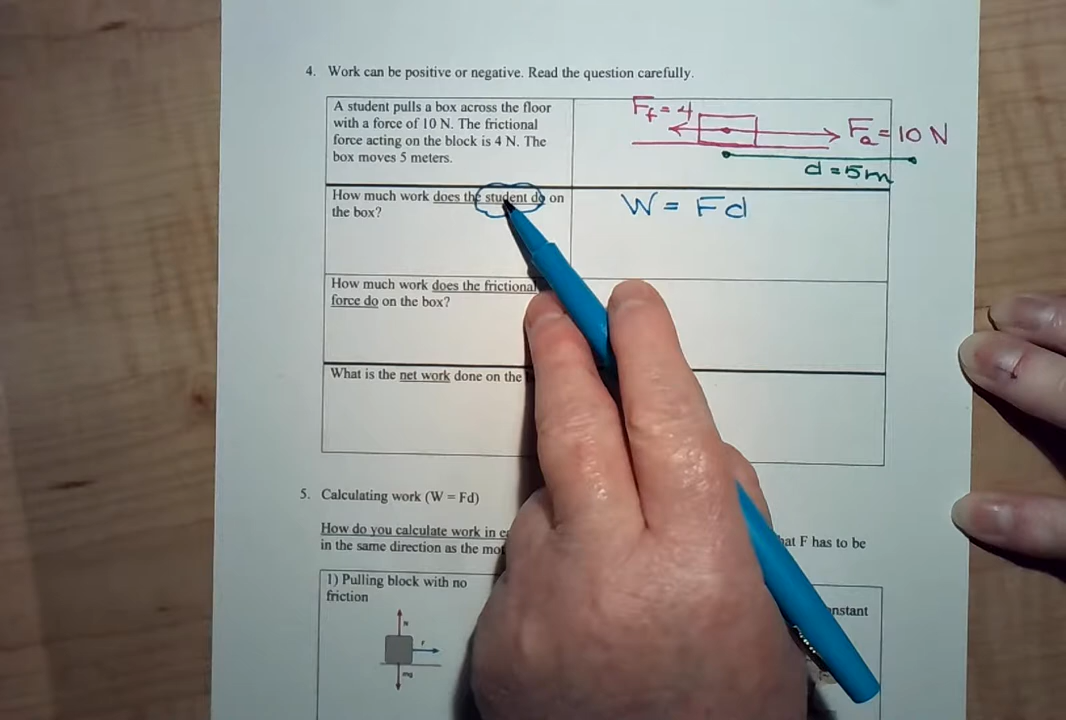 4. Work can be positive or negative. Read the question carefully.
A student pulls a box across the floor
with a force of 10 N. The frictional
force acting on the block is 4 N. The
box moves 5 meters.
Ff = 4
Fa = 10 N
d = 5m
How much work does the student do on
the box?
W = Fd
How much work does the frictional
force do on the box?
What is the net work done on the
5. Calculating work (W = Fd)
How do you calculate work in
in the same direction as the
hat F has to be
1) Pulling block with no
friction
N
F
mg
nstant